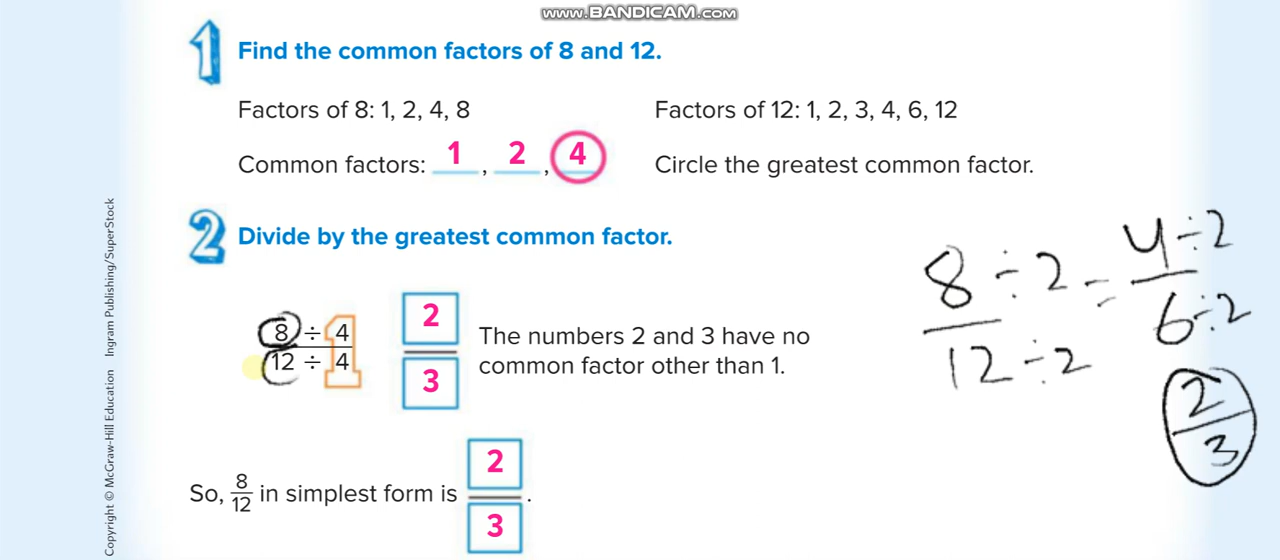 www.BANDICAM.com
1 Find the common factors of 8 and 12.
Factors of 8: 1, 2, 4, 8
Factors of 12: 1, 2, 3, 4, 6, 12
Common factors: 1, 2, 4
Circle the greatest common factor.
2 Divide by the greatest common factor.
8 ÷ 4
12 ÷ 4
1
2
3
The numbers 2 and 3 have no
common factor other than 1.
So, 8/12 in simplest form is 2/3.
8 ÷ 2 = 4 ÷ 2
12 ÷ 2 6 ÷ 2
2
3
Copyright © McGraw-Hill Education Ingram Publishing/SuperStock